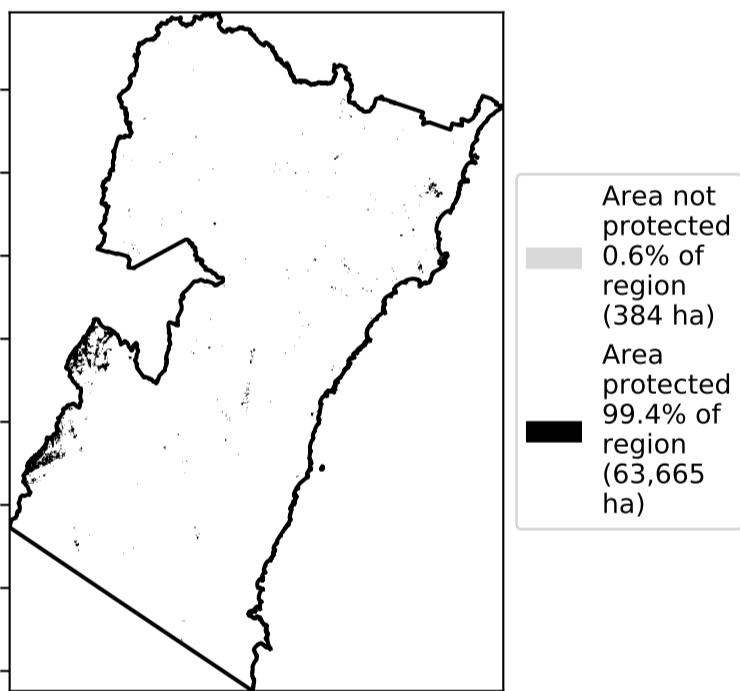 Area not
protected
0.6% of
region
(384 ha)
Area
protected
99.4% of
region
(63,665
ha)